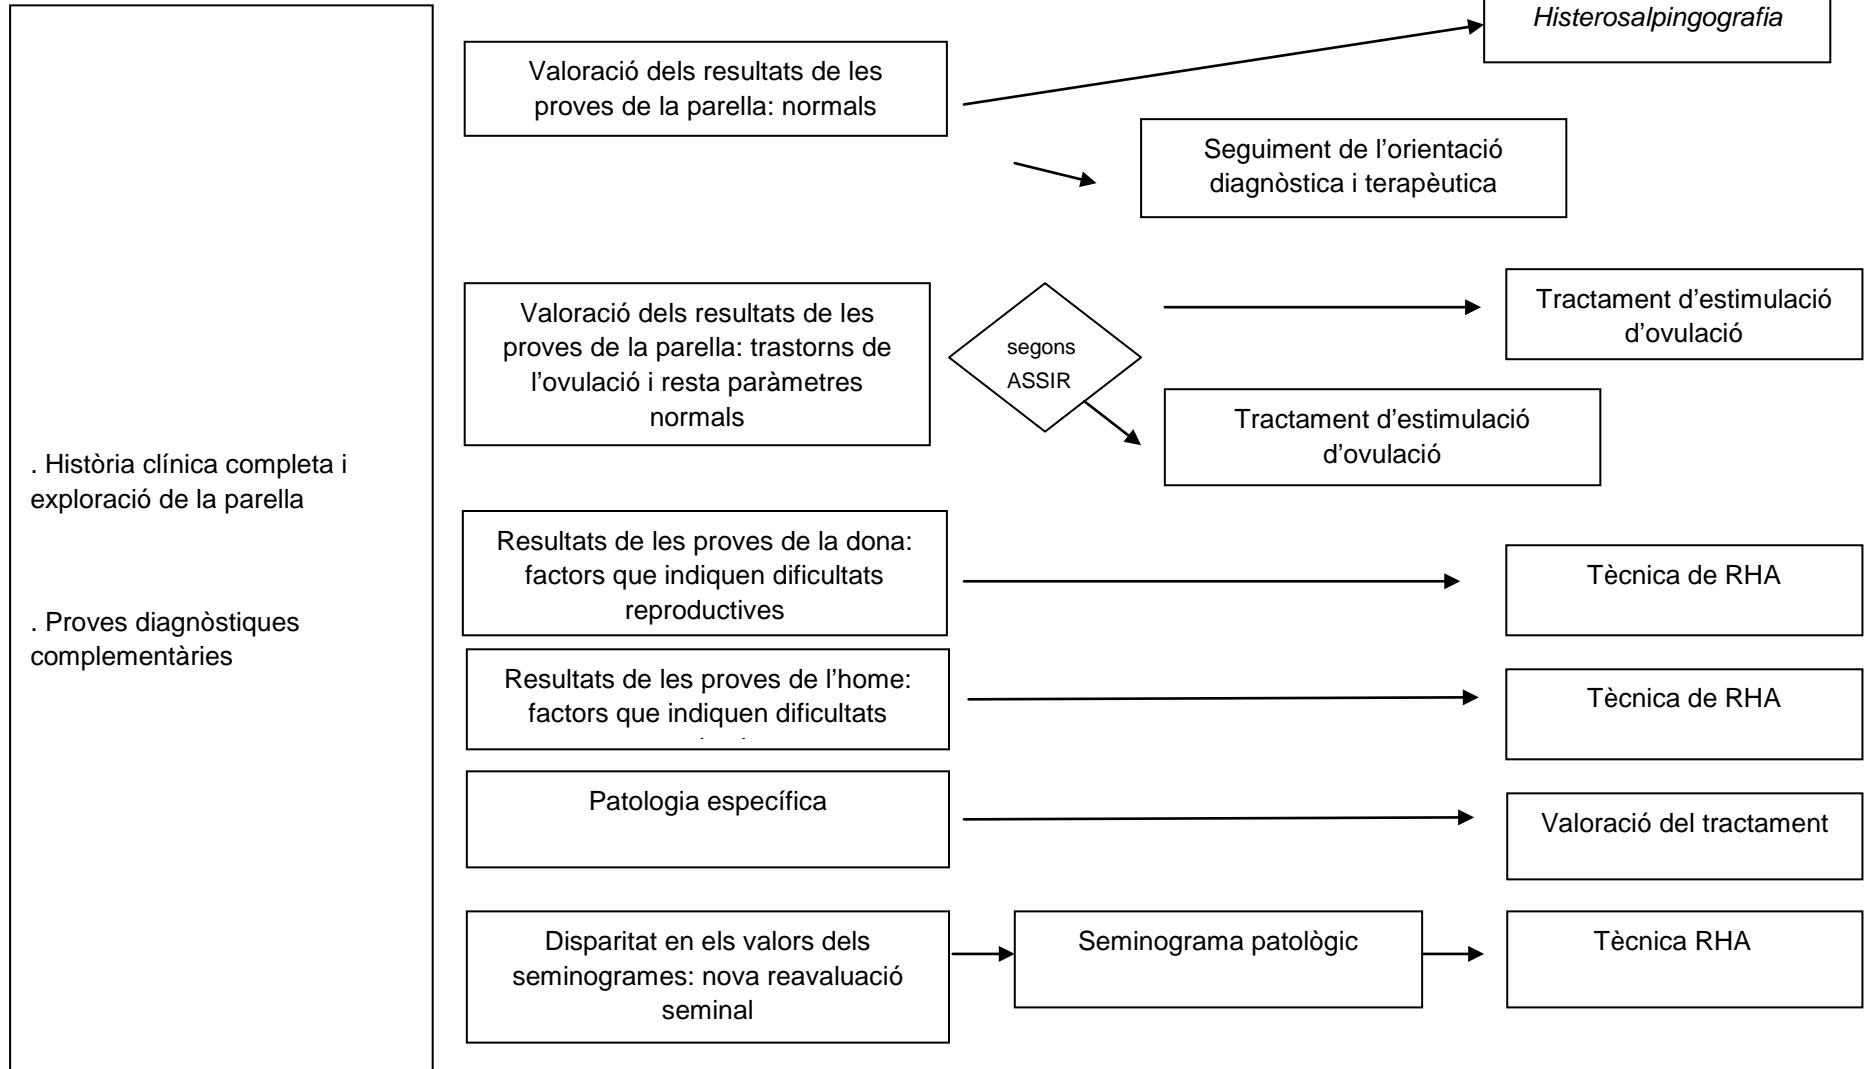 . Història clínica completa i
exploració de la parella
. Proves diagnòstiques
complementàries
Valoració dels resultats de les
proves de la parella: normals
Histerosalpingografia
Seguiment de l’orientació
diagnòstica i terapèutica
Valoració dels resultats de les
proves de la parella: trastorns de
l’ovulació i resta paràmetres
normals
segons
ASSIR
Tractament d’estimulació
d’ovulació
Tractament d’estimulació
d’ovulació
Resultats de les proves de la dona:
factors que indiquen dificultats
reproductives
Tècnica de RHA
Resultats de les proves de l’home:
factors que indiquen dificultats
Tècnica de RHA
Patologia específica
Valoració del tractament
Disparitat en els valors dels
seminogrames: nova reavaluació
seminal
Seminograma patològic
Tècnica RHA